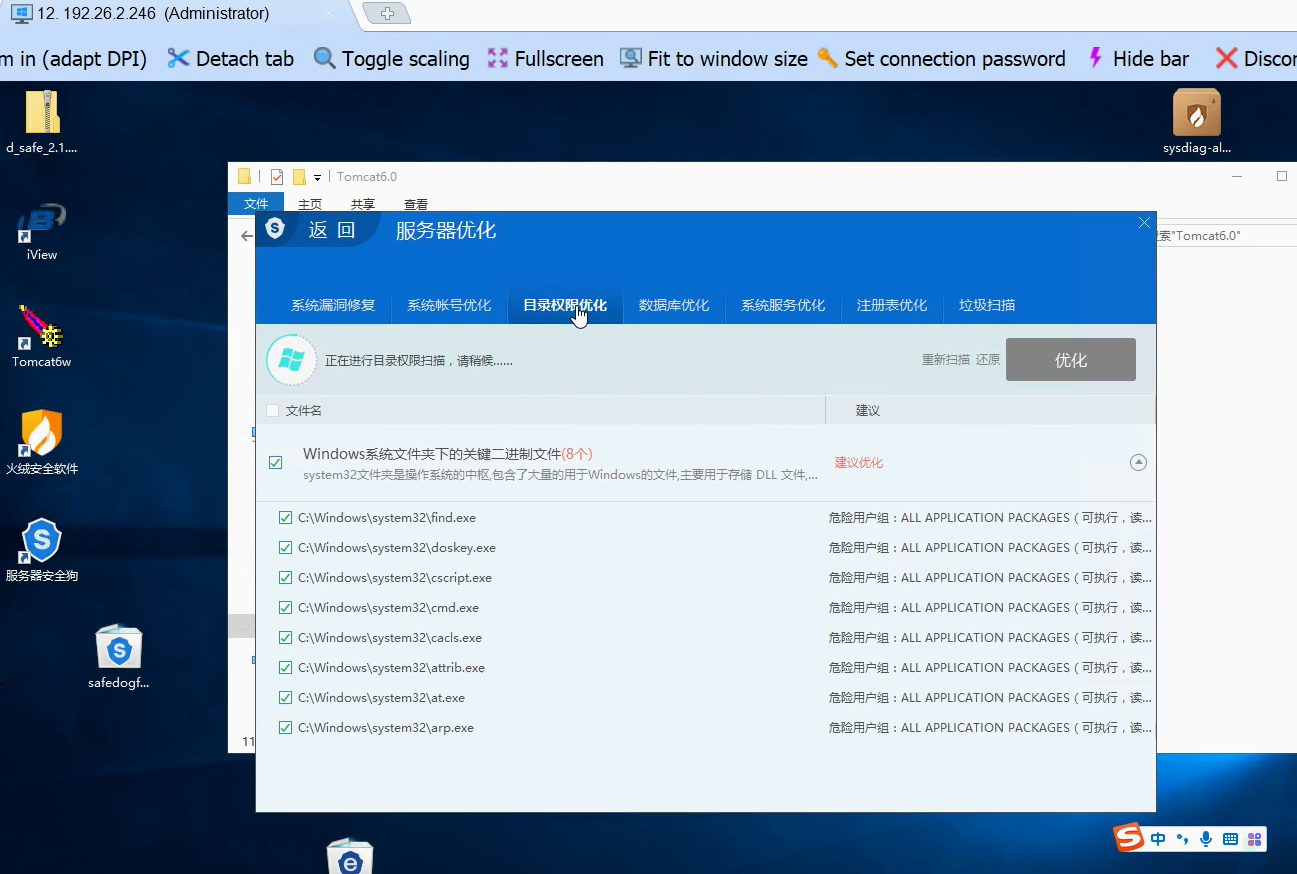 12. 192.26.2.246 (Administrator)
m in (adapt DPI) Detach tab Toggle scaling Fullscreen Fit to window size Set connection password Hide bar Discon
d_safe_2.1....
sysdiag-al...
Tomcat6.0
文件 主页 共享 查看
返 回 服务器优化
索"Tomcat6.0"
iView
系统漏洞修复 系统帐号优化 目录权限优化 数据库优化 系统服务优化 注册表优化 垃圾扫描
Tomcat6w
正在进行目录权限扫描，请稍候......
重新扫描 还原 优化
文件名 建议
Windows系统文件夹下的关键二进制文件(8个)
system32文件夹是操作系统的中枢,包含了大量的用于Windows的文件,主要用于存储 DLL 文件,...
建议优化
火绒安全软件
C:\Windows\system32\find.exe 危险用户组：ALL APPLICATION PACKAGES ( 可执行，读...
C:\Windows\system32\doskey.exe 危险用户组：ALL APPLICATION PACKAGES ( 可执行，读...
C:\Windows\system32\cscript.exe 危险用户组：ALL APPLICATION PACKAGES ( 可执行，读...
服务器安全狗
C:\Windows\system32\cmd.exe 危险用户组：ALL APPLICATION PACKAGES ( 可执行，读...
C:\Windows\system32\cacls.exe 危险用户组：ALL APPLICATION PACKAGES ( 可执行，读...
C:\Windows\system32\attrib.exe 危险用户组：ALL APPLICATION PACKAGES ( 可执行，读...
safedogf...
C:\Windows\system32\at.exe 危险用户组：ALL APPLICATION PACKAGES ( 可执行，读...
C:\Windows\system32\arp.exe 危险用户组：ALL APPLICATION PACKAGES ( 可执行，读...
11
中